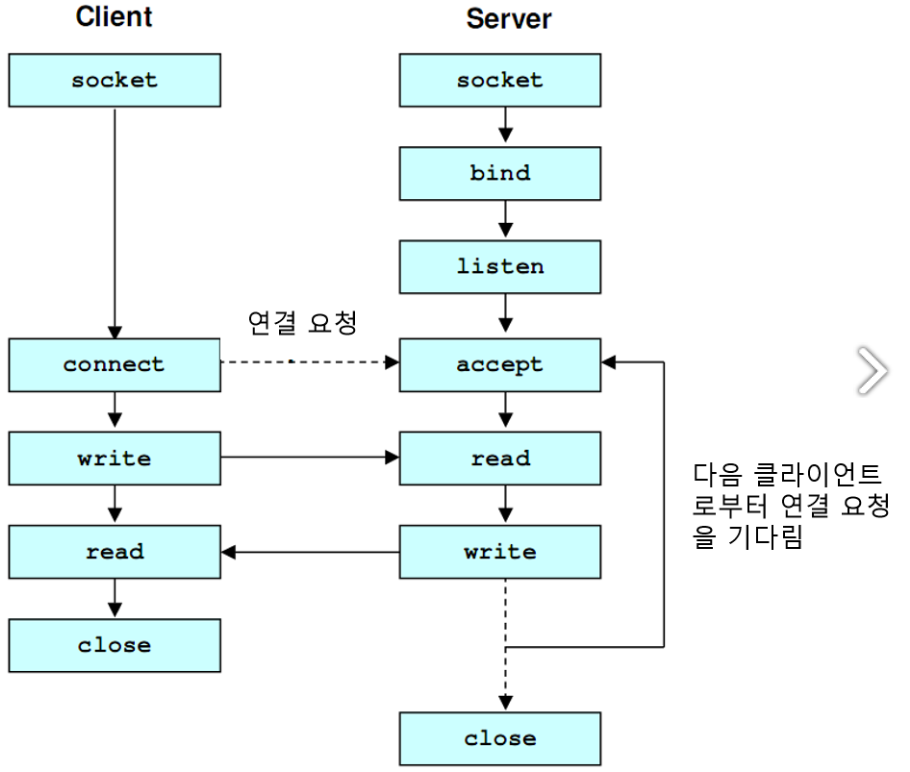 Client
Server
socket
socket
bind
listen
연결 요청
connect
accept
write
read
다음 클라이언트
로부터 연결 요청
을 기다림
read
write
close
close